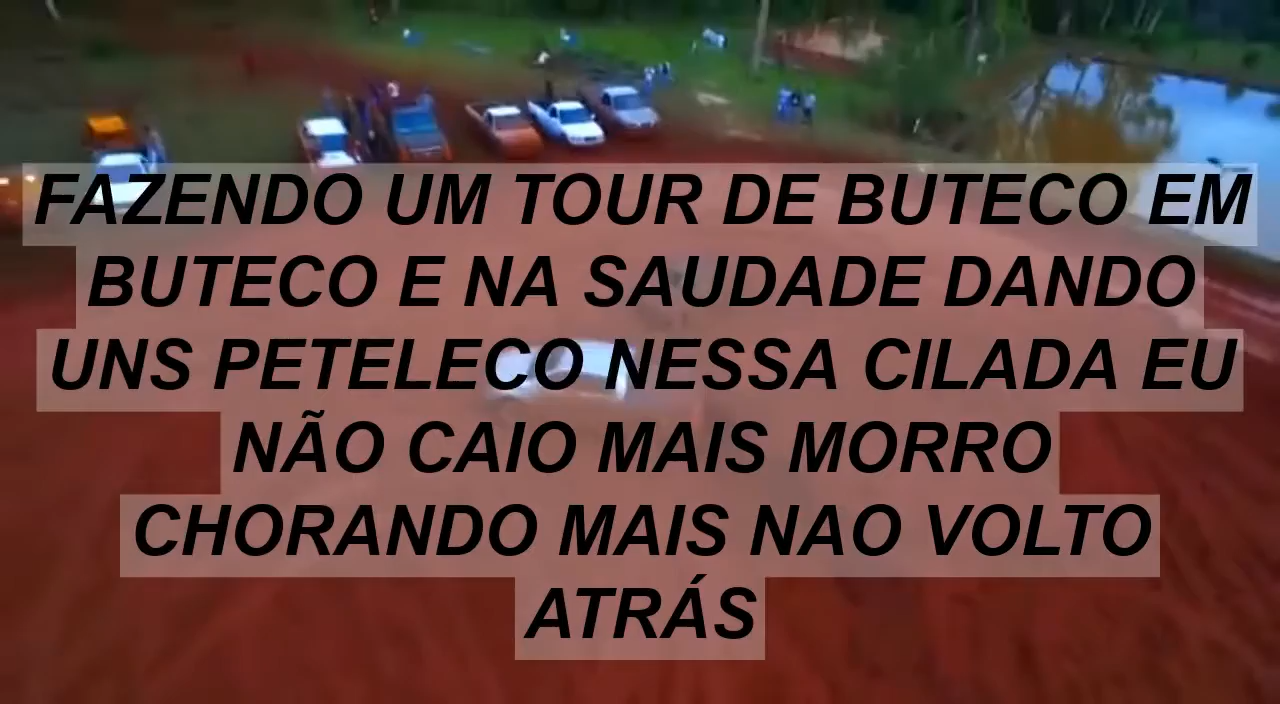 FAZENDO UM TOUR DE BUTECO EM
BUTECO E NA SAUDADE DANDO
UNS PETELECO NESSA CILADA EU
NÃO CAIO MAIS MORRO
CHORANDO MAIS NAO VOLTO
ATRÁS